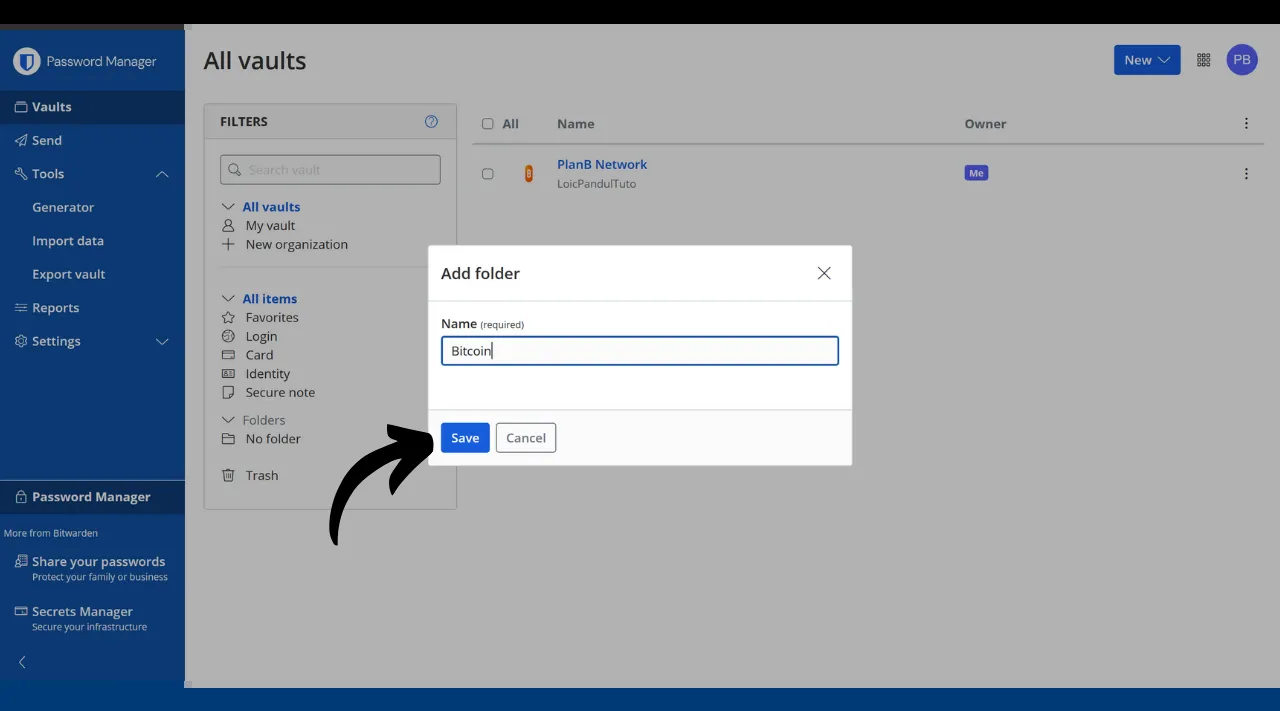 Password Manager
Vaults
Send
Tools
Generator
Import data
Export vault
Reports
Settings
Password Manager
More from Bitwarden
Share your passwords
Protect your family or business
Secrets Manager
Secure your infrastructure
All vaults
New
PB
FILTERS
Search vault
All vaults
My vault
New organization
All items
Favorites
Login
Card
Identity
Secure note
Folders
No folder
Trash
All Name Owner
PlanB Network
LoicPandulTuto
Me
Add folder
Name (required)
Bitcoin
Save Cancel